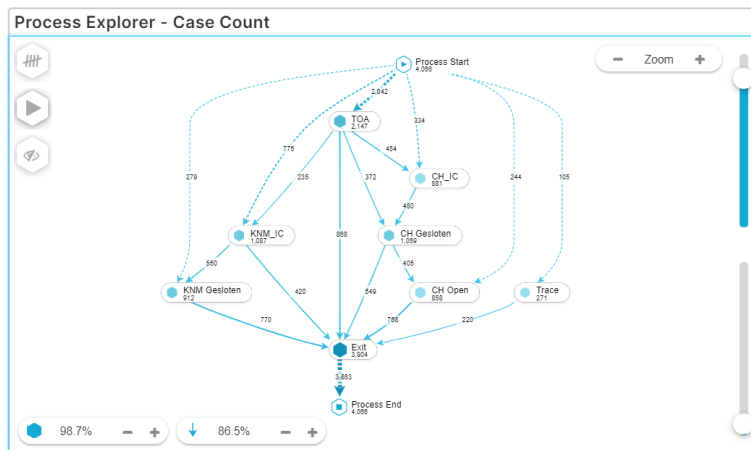 Process Explorer - Case Count
Process Start
4,066
Zoom
2,042
TOA
2,147
334
775
454
279
235
372
CH_IC
881
244
105
480
KNM_IC
1,087
868
CH Gesloten
1,059
550
405
KNM Gesloten
912
420
549
CH Open
858
Trace
271
770
768
220
Exit
3,904
3,863
Process End
4,066
98.7%
86.5%